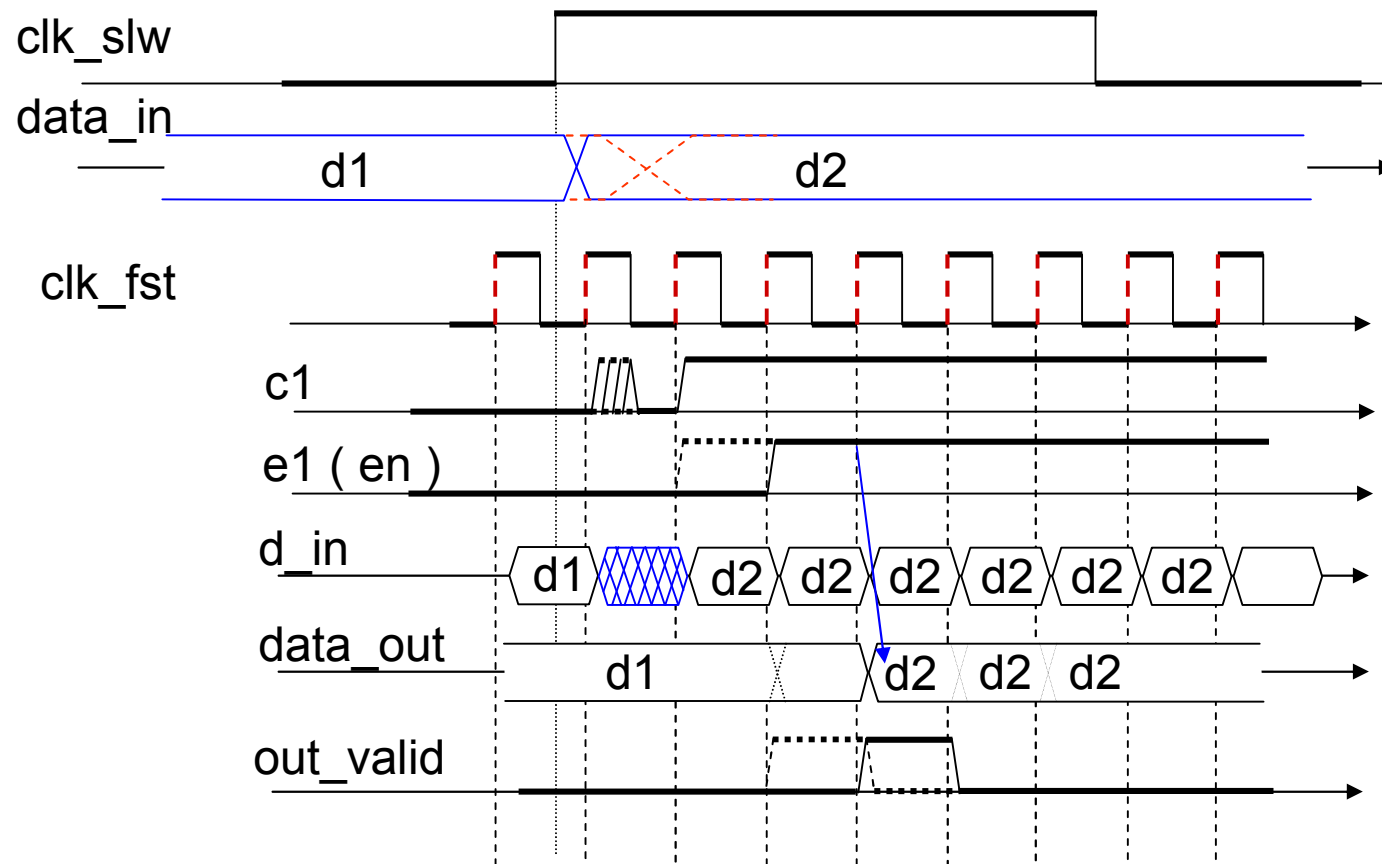 clk_slw
data_in
d1 d2
clk_fst
c1
e1 ( en )
d_in
d1 d2 d2 d2 d2 d2 d2
data_out
d1 d2 d2 d2
out_valid